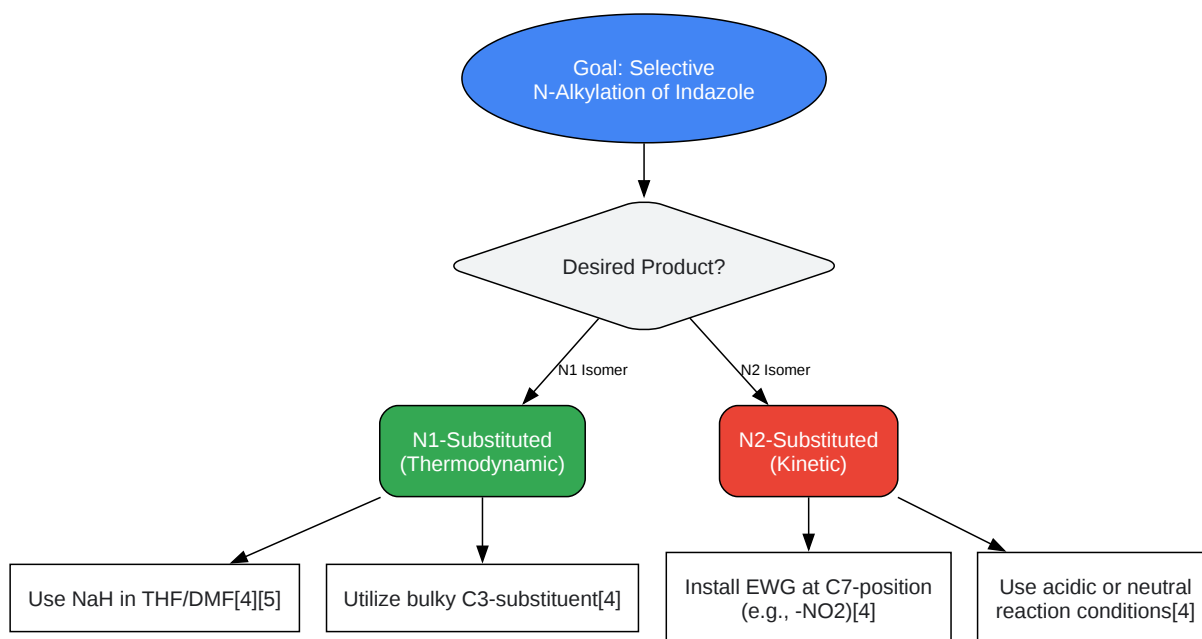 Goal: Selective
N-Alkylation of Indazole
Desired Product?
N1 Isomer
N2 Isomer
N1-Substituted
(Thermodynamic)
N2-Substituted
(Kinetic)
Use NaH in THF/DMF[4][5]
Utilize bulky C3-substituent[4]
Install EWG at C7-position
(e.g., -NO2)[4]
Use acidic or neutral
reaction conditions[4]